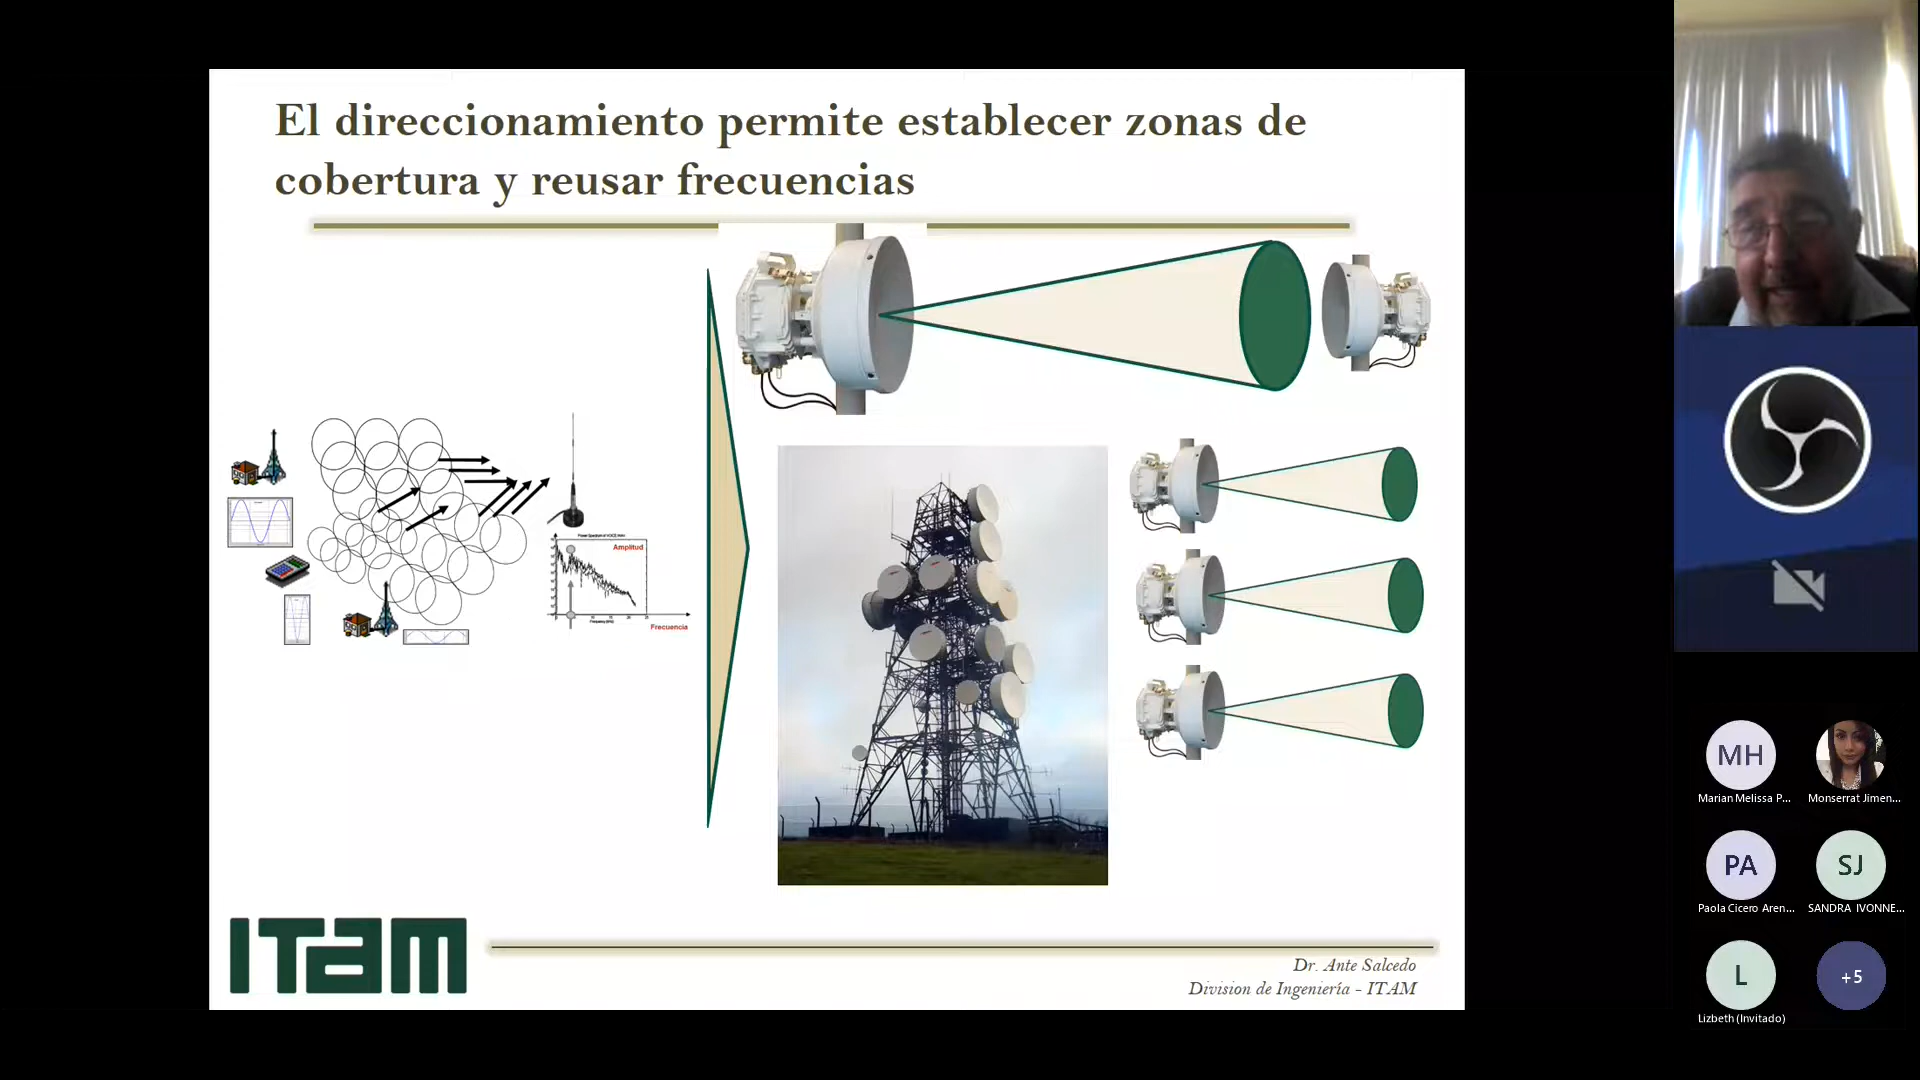 El direccionamiento permite establecer zonas de
cobertura y reusar frecuencias
Amplitud
Frecuencia
ITAM
Dr. Ante Salcedo
Division de Ingeniería - ITAM
MH
Marian Melissa P...
Monserrat Jimen...
PA
Paola Cicero Aren...
SJ
SANDRA IVONNE...
L
Lizbeth (Invitado)
+5